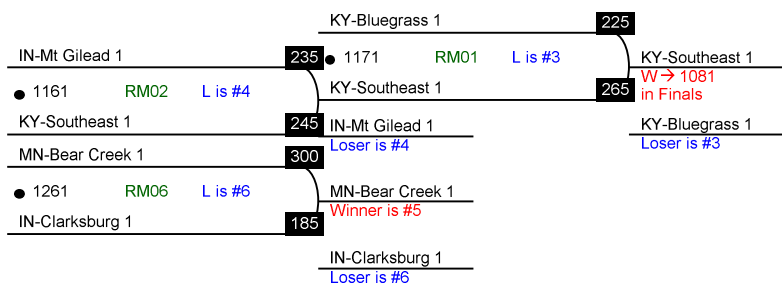 KY-Bluegrass 1 225
IN-Mt Gilead 1 235
1171 RM01 L is #3
KY-Southeast 1
W→ 1081
in Finals
1161 RM02 L is #4
KY-Southeast 1 265
KY-Southeast 1 245
IN-Mt Gilead 1
Loser is #4
KY-Bluegrass 1
Loser is #3
MN-Bear Creek 1 300
1261 RM06 L is #6
MN-Bear Creek 1
Winner is #5
IN-Clarksburg 1 185
IN-Clarksburg 1
Loser is #6